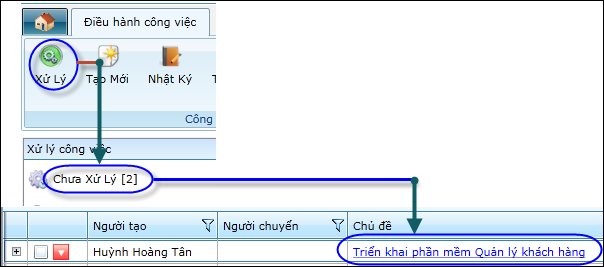 Điều hành công việc
Xử Lý Tạo Mới Nhật Ký T
Công
Xử lý công việc
Chưa Xử Lý [2]
Người tạo Người chuyển Chủ đề
Huỳnh Hoàng Tân Triển khai phần mềm Quản lý khách hàng